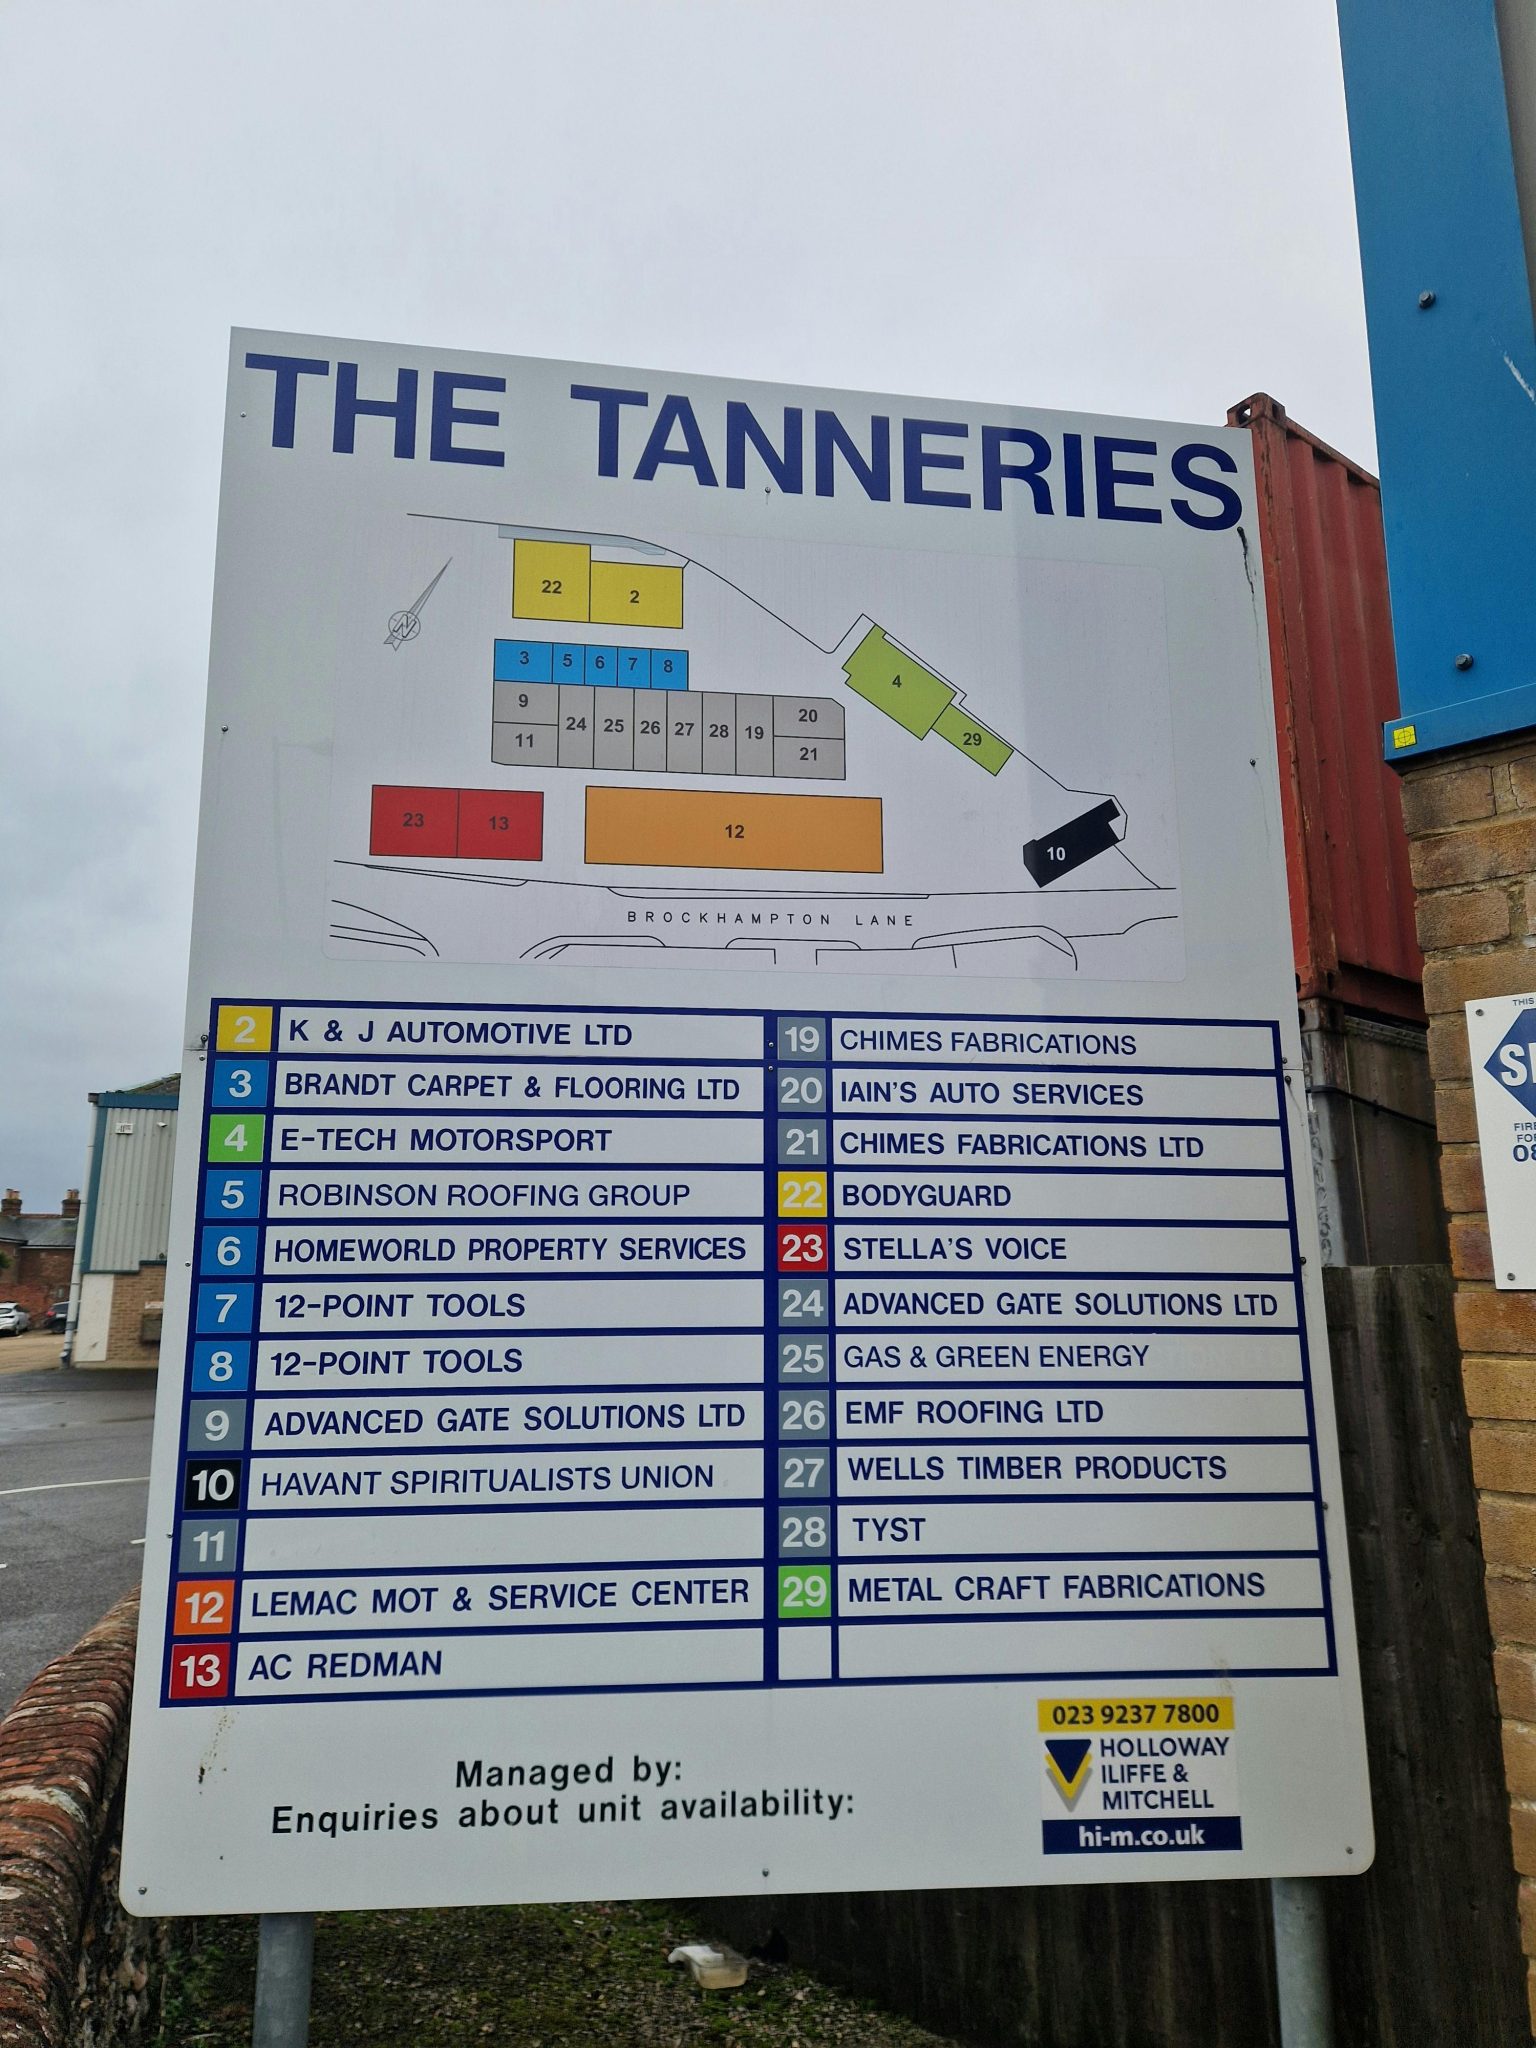 THE TANNERIES
N
22
2
3
5
6
7
8
4
9
24
25
26
27
28
19
20
11
21
29
23
13
12
10
BROCKHAMPTON LANE
2 K & J AUTOMOTIVE LTD
3 BRANDT CARPET & FLOORING LTD
4 E-TECH MOTORSPORT
5 ROBINSON ROOFING GROUP
6 HOMEWORLD PROPERTY SERVICES
7 12-POINT TOOLS
8 12-POINT TOOLS
9 ADVANCED GATE SOLUTIONS LTD
10 HAVANT SPIRITUALISTS UNION
11
12 LEMAC MOT & SERVICE CENTER
13 AC REDMAN
19 CHIMES FABRICATIONS
20 IAIN'S AUTO SERVICES
21 CHIMES FABRICATIONS LTD
22 BODYGUARD
23 STELLA'S VOICE
24 ADVANCED GATE SOLUTIONS LTD
25 GAS & GREEN ENERGY
26 EMF ROOFING LTD
27 WELLS TIMBER PRODUCTS
28 TYST
29 METAL CRAFT FABRICATIONS
Managed by:
Enquiries about unit availability:
023 9237 7800
HOLLOWAY
ILIFFE &
MITCHELL
hi-m.co.uk
THIS